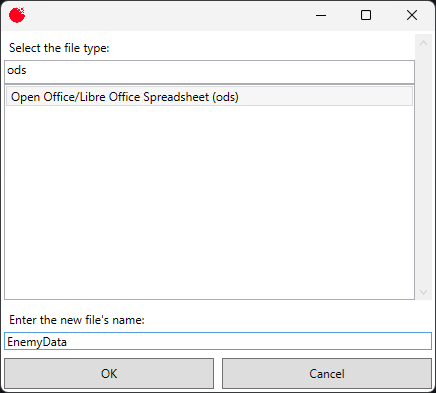 Select the file type:
ods
Open Office/Libre Office Spreadsheet (ods)
Enter the new file's name:
EnemyData
OK
Cancel